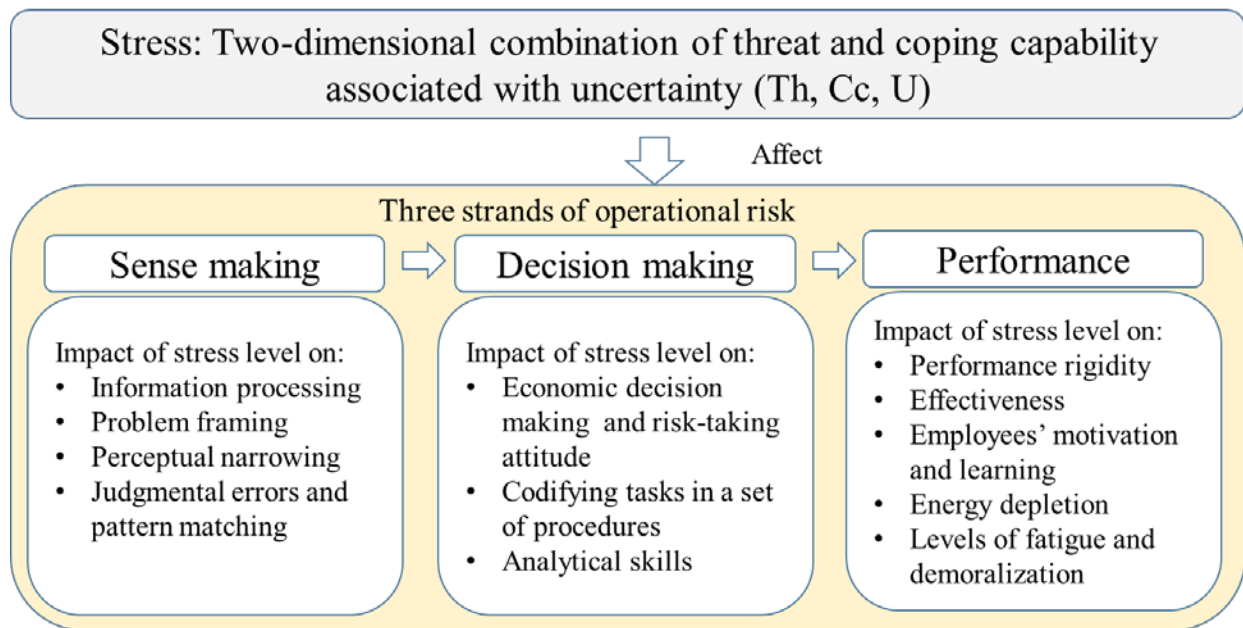 Stress: Two-dimensional combination of threat and coping capability
associated with uncertainty (Th, Cc, U)
Affect
Three strands of operational risk
Sense making
Impact of stress level on:
• Information processing
• Problem framing
• Perceptual narrowing
• Judgmental errors and
pattern matching
Decision making
Impact of stress level on:
• Economic decision
making and risk-taking
attitude
• Codifying tasks in a set
of procedures
• Analytical skills
Performance
Impact of stress level on:
• Performance rigidity
• Effectiveness
• Employees’ motivation
and learning
• Energy depletion
• Levels of fatigue and
demoralization